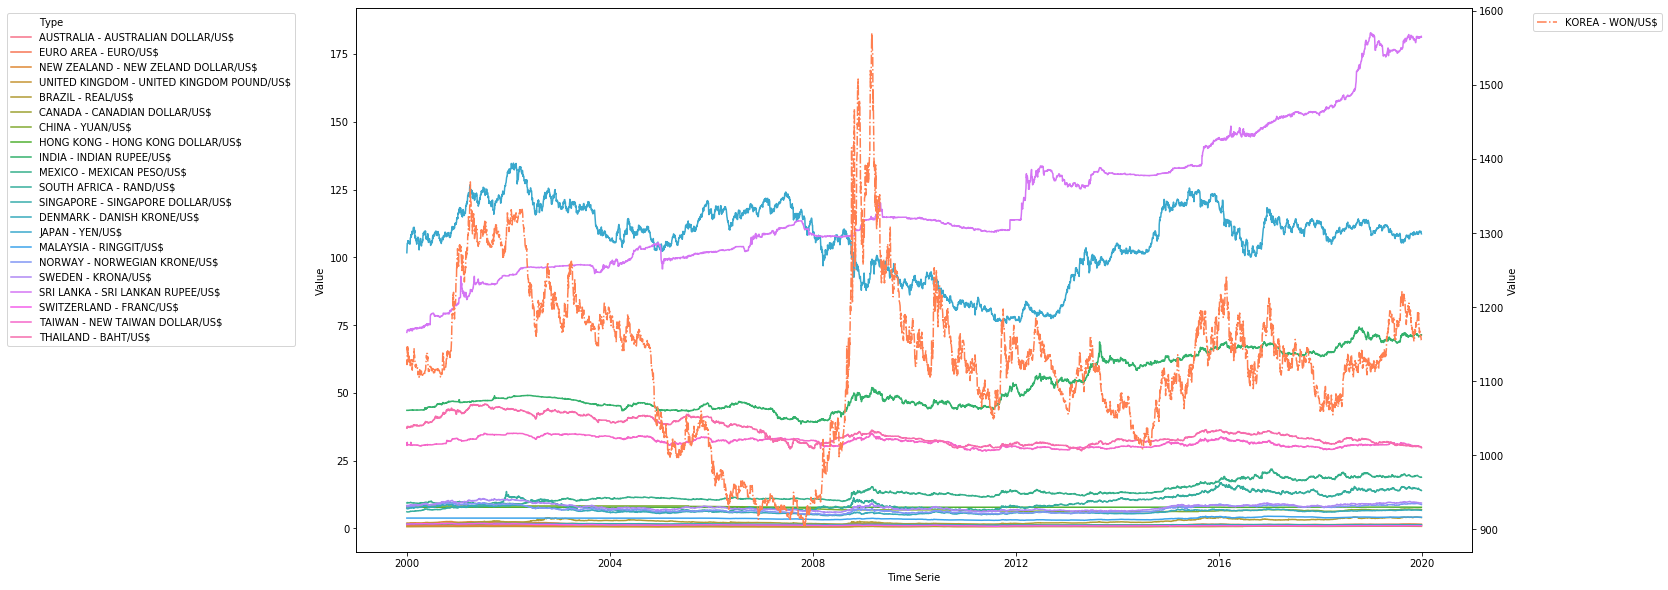 Type
AUSTRALIA - AUSTRALIAN DOLLAR/US$
EURO AREA - EURO/US$
NEW ZEALAND - NEW ZELAND DOLLAR/US$
UNITED KINGDOM - UNITED KINGDOM POUND/US$
BRAZIL - REAL/US$
CANADA - CANADIAN DOLLAR/US$
CHINA - YUAN/US$
HONG KONG - HONG KONG DOLLAR/US$
INDIA - INDIAN RUPEE/US$
MEXICO - MEXICAN PESO/US$
SOUTH AFRICA - RAND/US$
SINGAPORE - SINGAPORE DOLLAR/US$
DENMARK - DANISH KRONE/US$
JAPAN - YEN/US$
MALAYSIA - RINGGIT/US$
NORWAY - NORWEGIAN KRONE/US$
SWEDEN - KRONA/US$
SRI LANKA - SRI LANKAN RUPEE/US$
SWITZERLAND - FRANC/US$
TAIWAN - NEW TAIWAN DOLLAR/US$
THAILAND - BAHT/US$
Value
175
150
125
100
75
50
25
0
2000
2004
2008
2012
2016
2020
Time Serie
1600
1500
1400
1300
1200
1100
1000
900
Value
KOREA - WON/US$